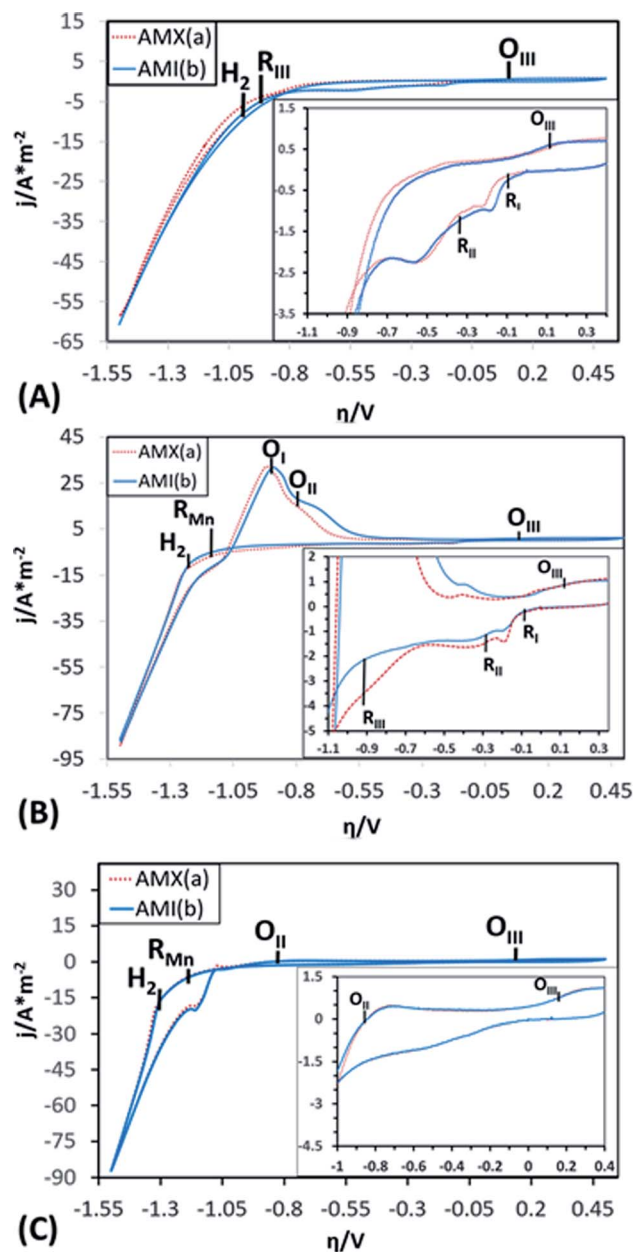 AMX(a)
AMI(b)
H2
RIII
OIII
15
5
-5
-15
-25
-35
-45
-55
-65
j/A*m-2
1.5
0.5
-0.5
-1.5
-2.5
-3.5
OIII
RI
RII
-1.1 -0.9 -0.7 -0.5 -0.3 -0.1 0.1 0.3
-1.55 -1.3 -1.05 -0.8 -0.55 -0.3 -0.05 0.2 0.45
(A)
η/V
AMX(a)
AMI(b)
OI
OII
RMn
H2
OIII
45
25
5
-15
-35
-55
-75
-95
j/A*m-2
2
1
0
-1
-2
-3
-4
-5
OIII
RI
RII
RIII
-1.1 -0.9 -0.7 -0.5 -0.3 -0.1 0.1 0.3
-1.55 -1.3 -1.05 -0.8 -0.55 -0.3 -0.05 0.2 0.45
(B)
η/V
AMX(a)
AMI(b)
OII
OIII
RMn
H2
30
15
0
-15
-30
-45
-60
-75
-90
j/A*m-2
1.5
0
-1.5
-3
-4.5
OII
OIII
-1 -0.8 -0.6 -0.4 -0.2 0 0.2 0.4
-1.55 -1.3 -1.05 -0.8 -0.55 -0.3 -0.05 0.2 0.45
(C)
η/V